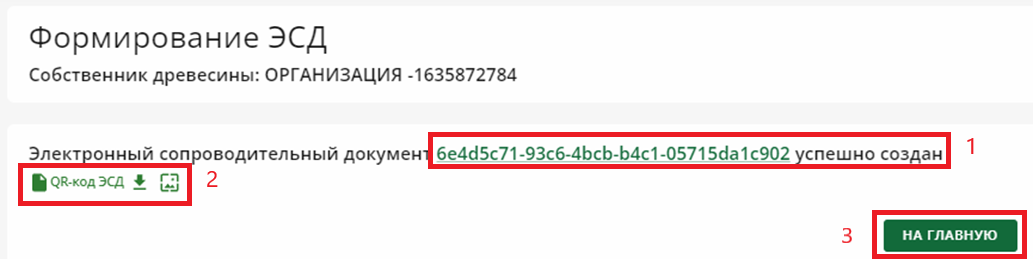 Формирование ЭСД
Собственник древесины: ОРГАНИЗАЦИЯ -1635872784
Электронный сопроводительный документ 6e4d5c71-93c6-4bcb-b4c1-05715da1c902 успешно создан 1
QR-код ЭСД 2
3 НА ГЛАВНУЮ